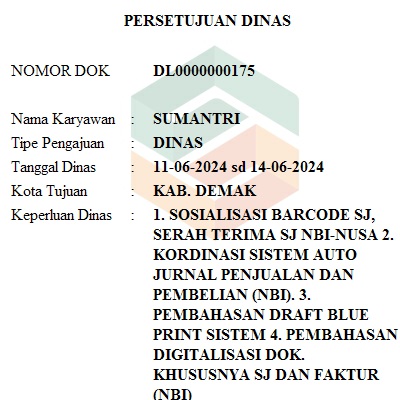 PERSETUJUAN DINAS
NOMOR DOK DL0000000175
Nama Karyawan : SUMANTRI
Tipe Pengajuan : DINAS
Tanggal Dinas : 11-06-2024 sd 14-06-2024
Kota Tujuan : KAB. DEMAK
Keperluan Dinas : 1. SOSIALISASI BARCODE SJ,
SERAH TERIMA SJ NBI-NUSA 2.
KORDINASI SISTEM AUTO
JURNAL PENJUALAN DAN
PEMBELIAN (NBI). 3.
PEMBAHASAN DRAFT BLUE
PRINT SISTEM 4. PEMBAHASAN
DIGITALISASI DOK.
KHUSUSNYA SJ DAN FAKTUR
(NBI)